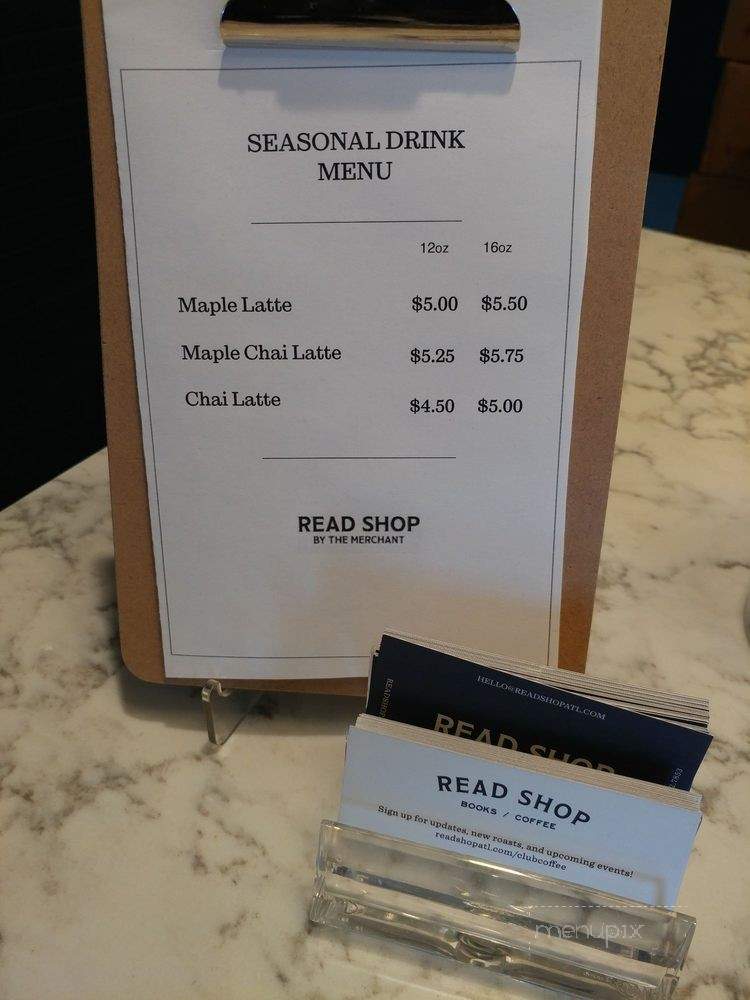 SEASONAL DRINK
MENU
12oz 16oz
Maple Latte $5.00 $5.50
Maple Chai Latte $5.25 $5.75
Chai Latte $4.50 $5.00
READ SHOP
BY THE MERCHANT
HELLO@READSHOPATL.COM
READ SHOP
READ SHOP
BOOKS / COFFEE
Sign up for updates, new roasts, and upcoming events!
readshopatl.com/clubcoffee
menupix